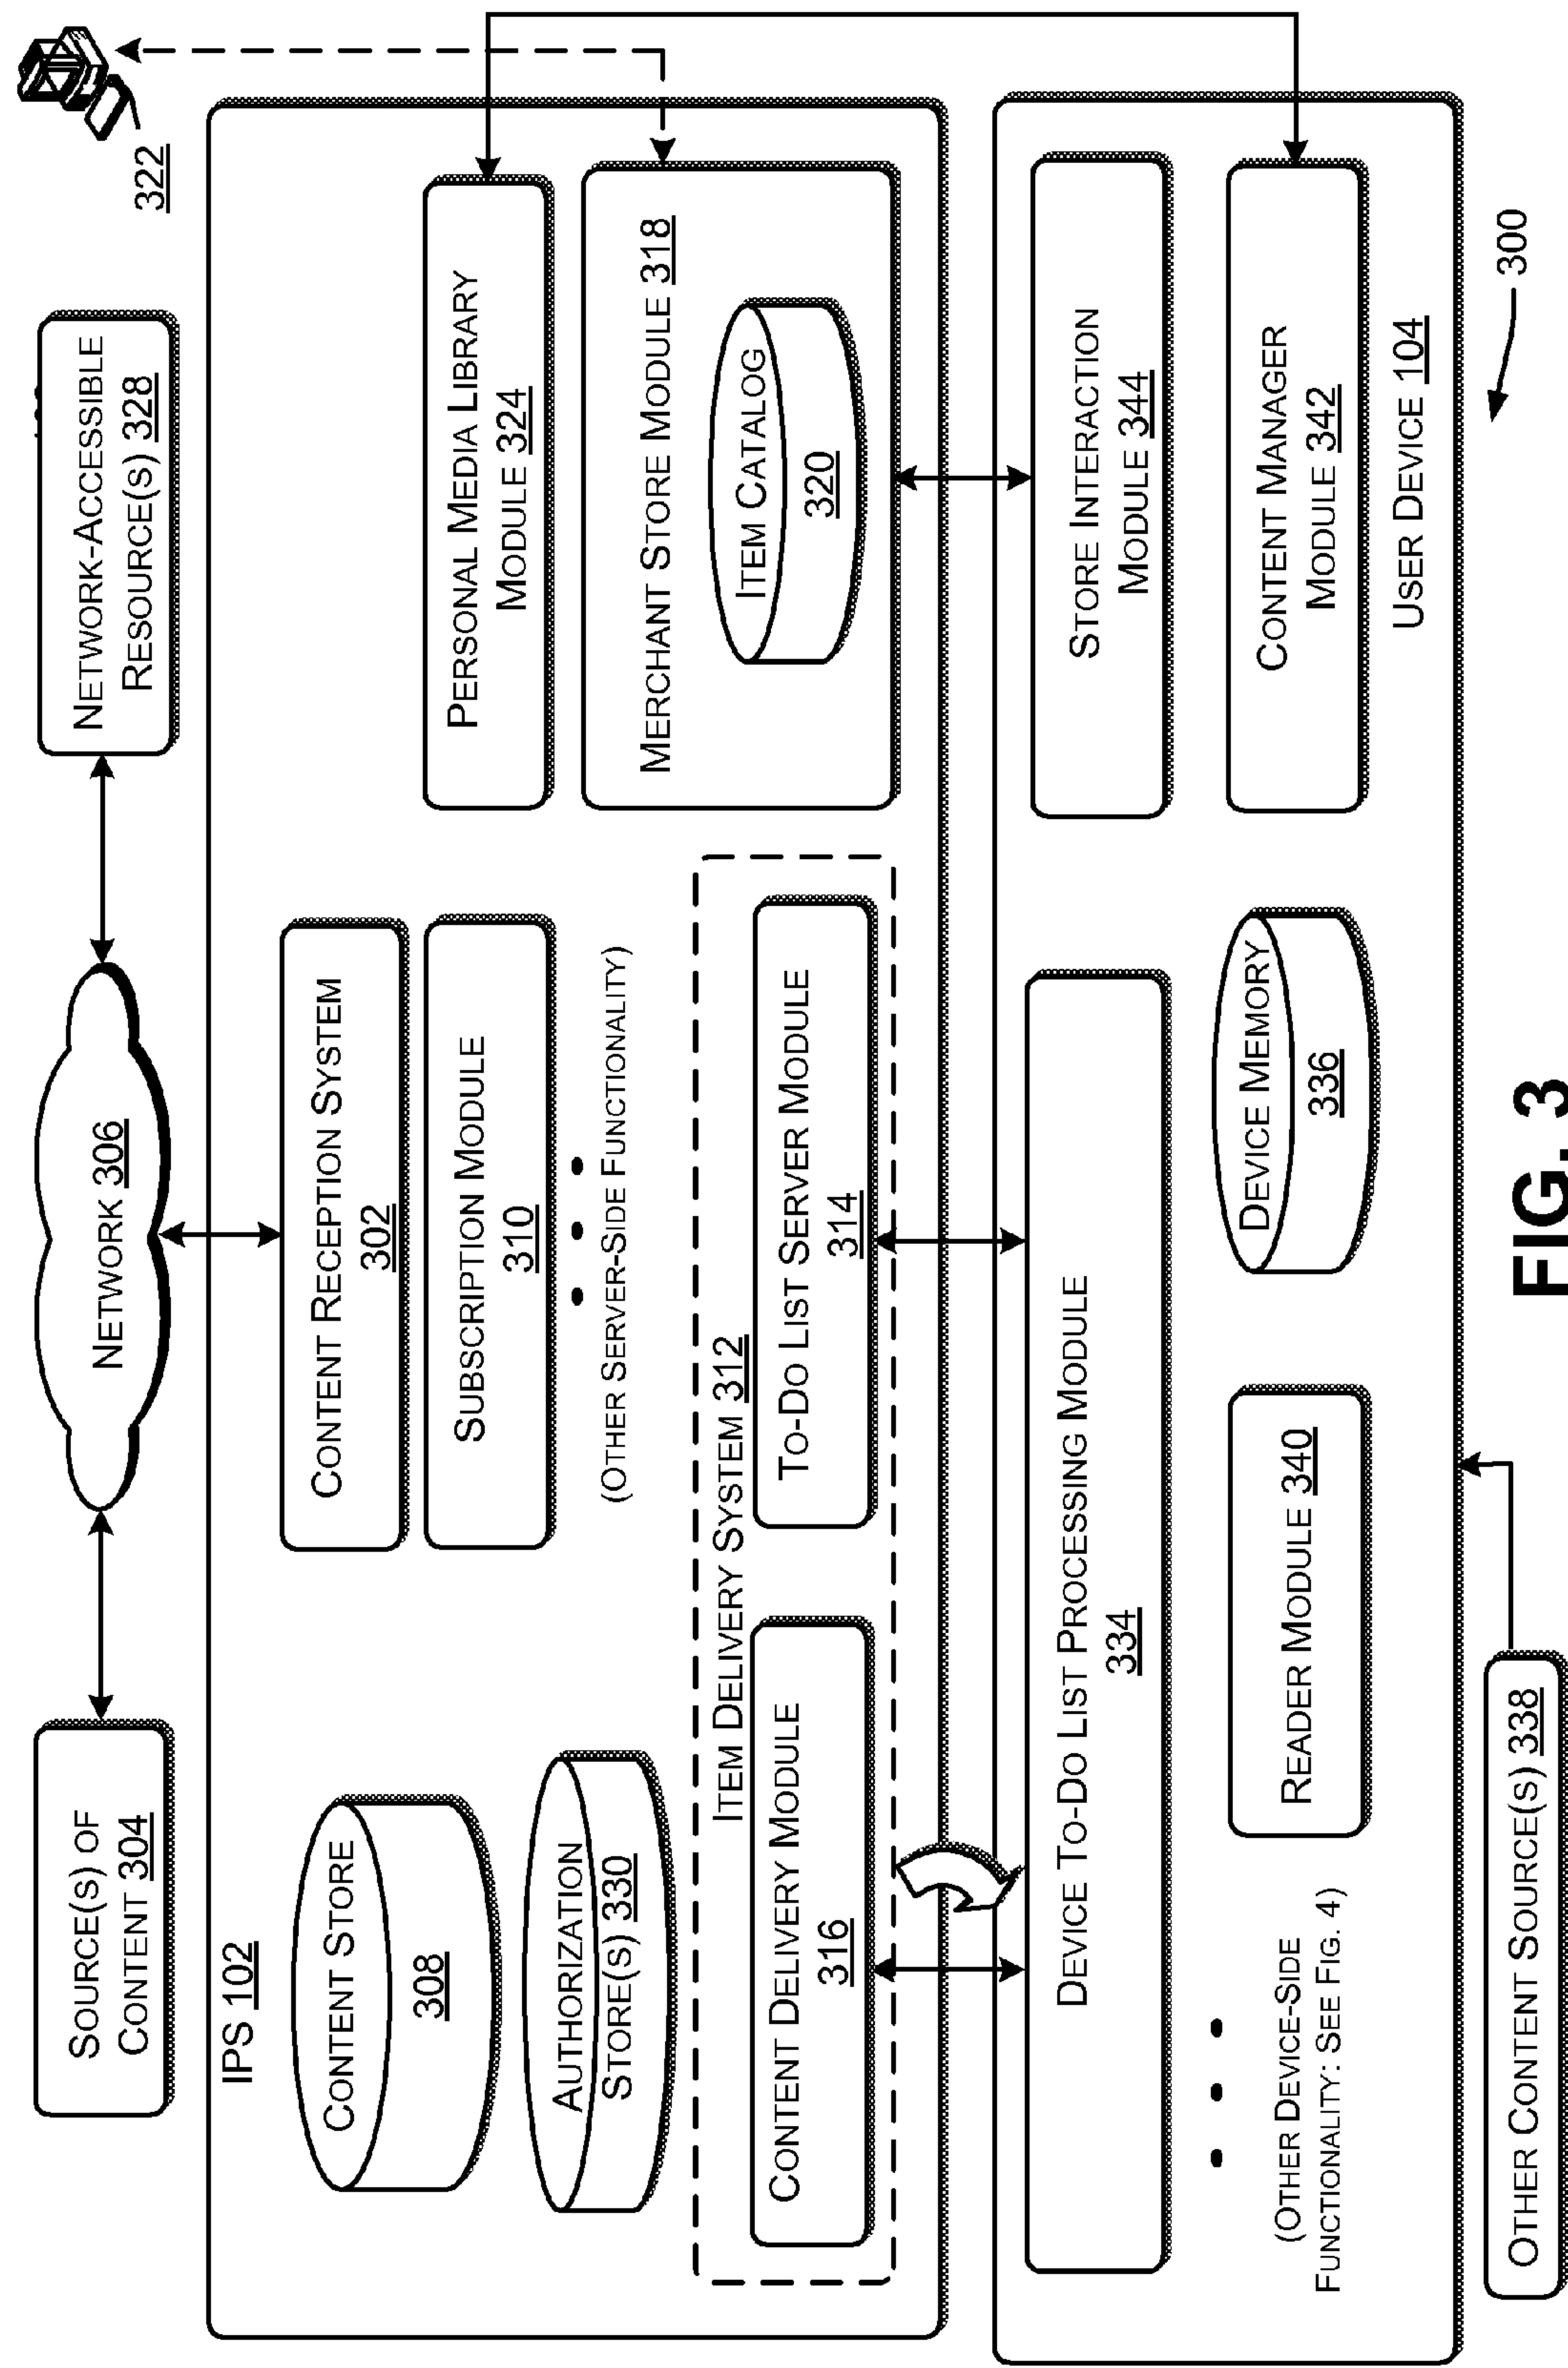 SOURCE(S) OF
CONTENT 304
NETWORK 306
NETWORK-ACCESSIBLE
RESOURCE(S) 328
322
IPS 102
CONTENT STORE
308
AUTHORIZATION
STORE(S) 330
CONTENT RECEPTION SYSTEM
302
SUBSCRIPTION MODULE
310
(OTHER SERVER-SIDE FUNCTIONALITY)
PERSONAL MEDIA LIBRARY
MODULE 324
MERCHANT STORE MODULE 318
ITEM CATALOG
320
ITEM DELIVERY SYSTEM 312
CONTENT DELIVERY MODULE
316
TO-DO LIST SERVER MODULE
314
DEVICE TO-DO LIST PROCESSING MODULE
334
STORE INTERACTION
MODULE 344
(OTHER DEVICE-SIDE
FUNCTIONALITY: SEE FIG. 4)
READER MODULE 340
DEVICE MEMORY
336
CONTENT MANAGER
MODULE 342
USER DEVICE 104
OTHER CONTENT SOURCE(S) 338
300
FIG. 3